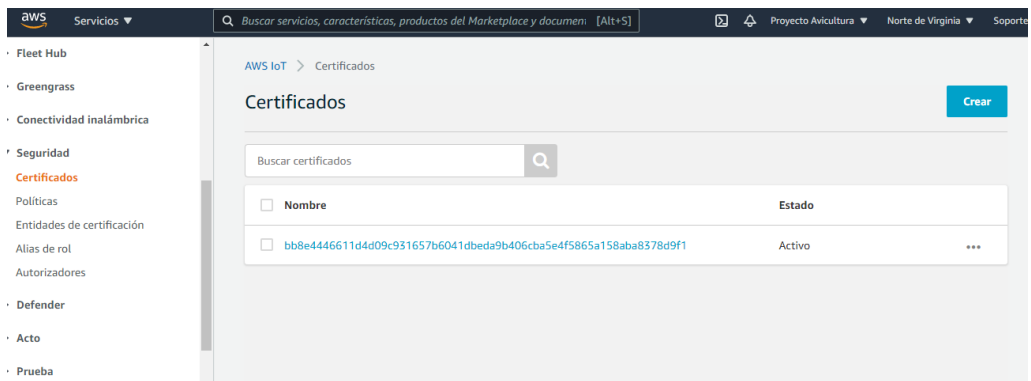 aws Servicios ▼ Buscar servicios, características, productos del Marketplace y documen [Alt+S] Proyecto Avicultura ▼ Norte de Virginia ▼ Soporte
Fleet Hub
Greengrass
Conectividad inalámbrica
Seguridad
Certificados
Políticas
Entidades de certificación
Alias de rol
Autorizadores
Defender
Acto
Prueba
AWS IoT > Certificados
Certificados Crear
Buscar certificados
Nombre Estado
bb8e4446611d4d09c931657b6041dbeda9b406cba5e4f5865a158aba8378d9f1 Activo ...